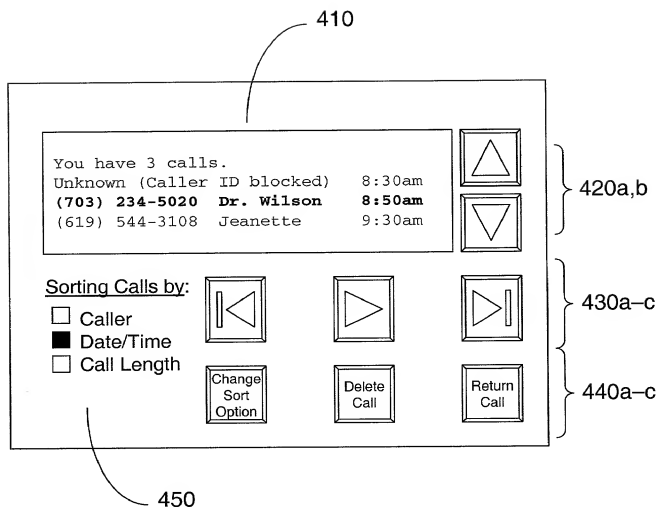 410
You have 3 calls.
Unknown (Caller ID blocked) 8:30am
(703) 234-5020 Dr. Wilson 8:50am
(619) 544-3108 Jeanette 9:30am
420a,b
Sorting Calls by:
Caller
Date/Time
Call Length
430a–c
Change
Sort
Option
Delete
Call
Return
Call
440a–c
450